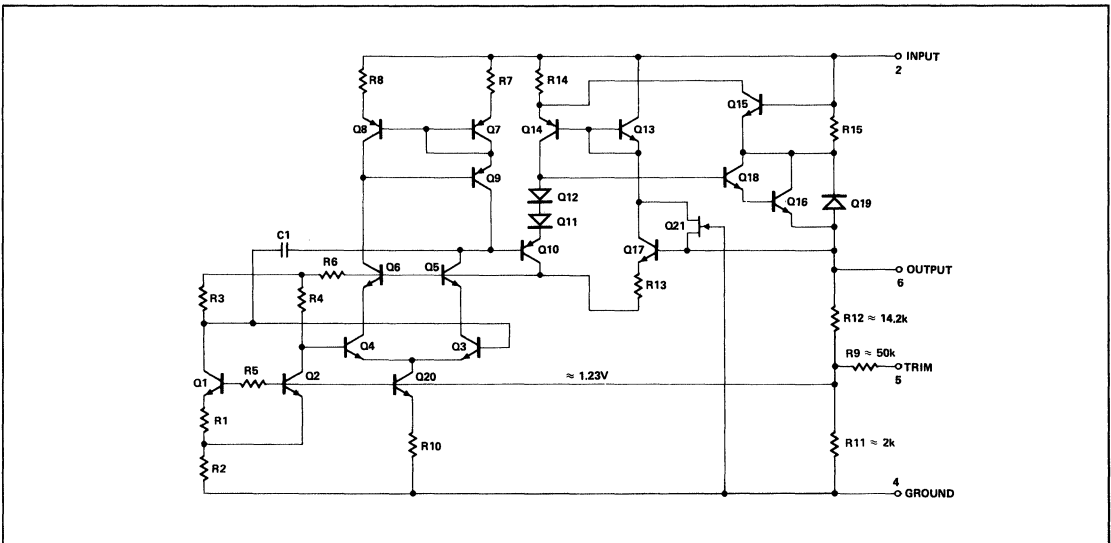 INPUT
2
R8
R7
R14
Q15
Q8
Q7
Q14
Q13
R15
Q9
Q18
Q12
Q16
Q19
Q11
Q21
C1
Q10
Q17
R6
Q6
Q5
OUTPUT
6
R3
R4
R13
R12 ≈ 14.2k
Q4
Q3
R9 ≈ 50k
TRIM
5
Q1
R5
Q2
Q20
≈ 1.23V
R1
R10
R11 ≈ 2k
R2
4
GROUND